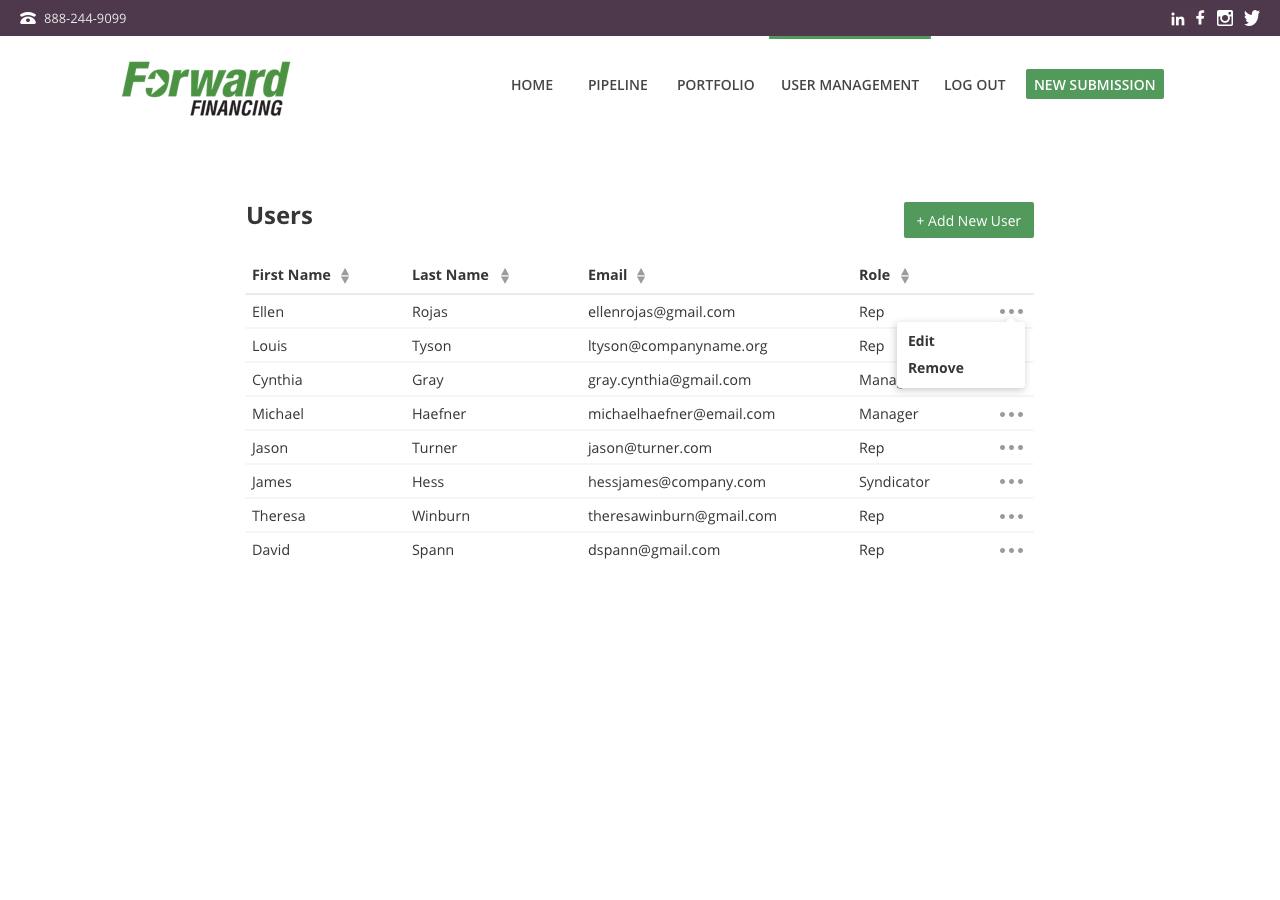 888-244-9099
Forward
FINANCING
HOME PIPELINE PORTFOLIO USER MANAGEMENT LOG OUT NEW SUBMISSION
Users
+ Add New User
First Name Last Name Email Role
Ellen Rojas ellenrojas@gmail.com Rep
Louis Tyson ltyson@companyname.org Rep
Edit
Remove
Cynthia Gray gray.cynthia@gmail.com
Michael Haefner michaelhaefner@email.com Manager
Jason Turner jason@turner.com Rep
James Hess hessjames@company.com Syndicator
Theresa Winburn theresawinburn@gmail.com Rep
David Spann dspann@gmail.com Rep